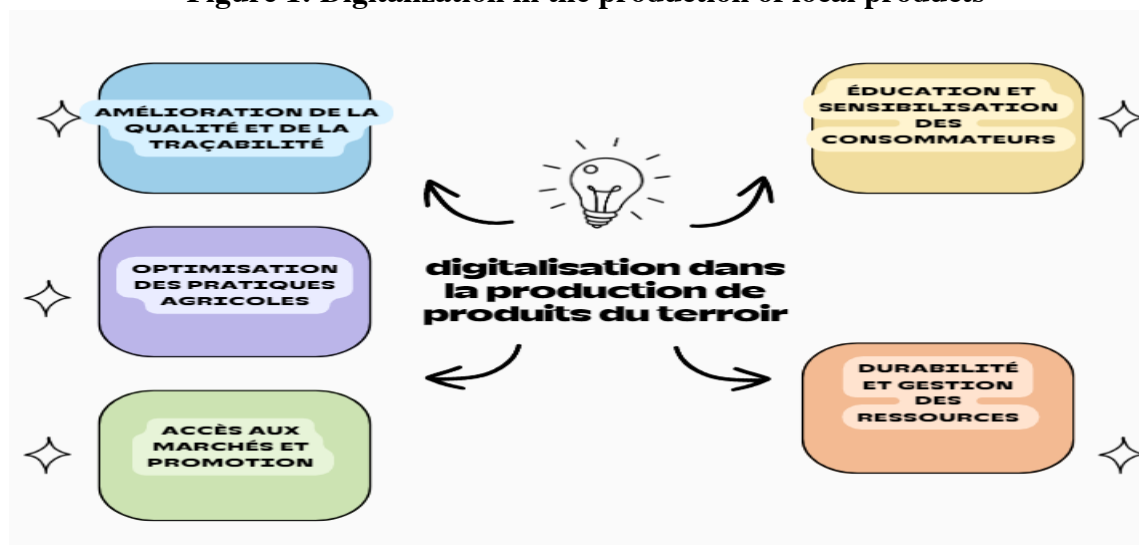 Figure 1: Digitalization in the production of local products
AMÉLIORATION DE LA
QUALITÉ ET DE LA
TRAÇABILITÉ
OPTIMISATION
DES PRATIQUES
AGRICOLES
ACCÈS AUX
MARCHÉS ET
PROMOTION
digitalisation dans
la production de
produits du terroir
ÉDUCATION ET
SENSIBILISATION
DES
CONSOMMATEURS
DURABILITÉ
ET GESTION
DES
RESSOURCES